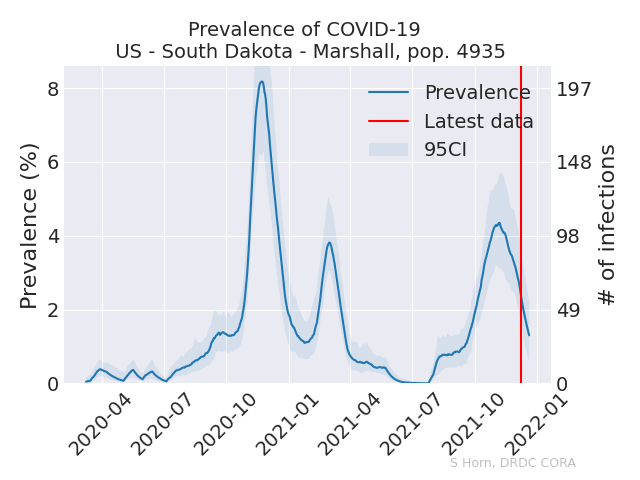 Prevalence of COVID-19
US - South Dakota - Marshall, pop. 4935
Prevalence
Latest data
95CI
Prevalence (%)
8
6
4
2
0
# of infections
197
148
98
49
0
2020-04
2020-07
2020-10
2021-01
2021-04
2021-07
2021-10
2022-01
S Horn, DRDC CORA